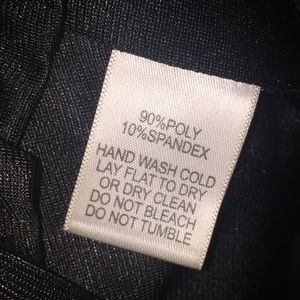 90%POLY
10%SPANDEX
HAND WASH COLD
LAY FLAT TO DRY
OR DRY CLEAN
DO NOT BLEACH
DO NOT TUMBLE